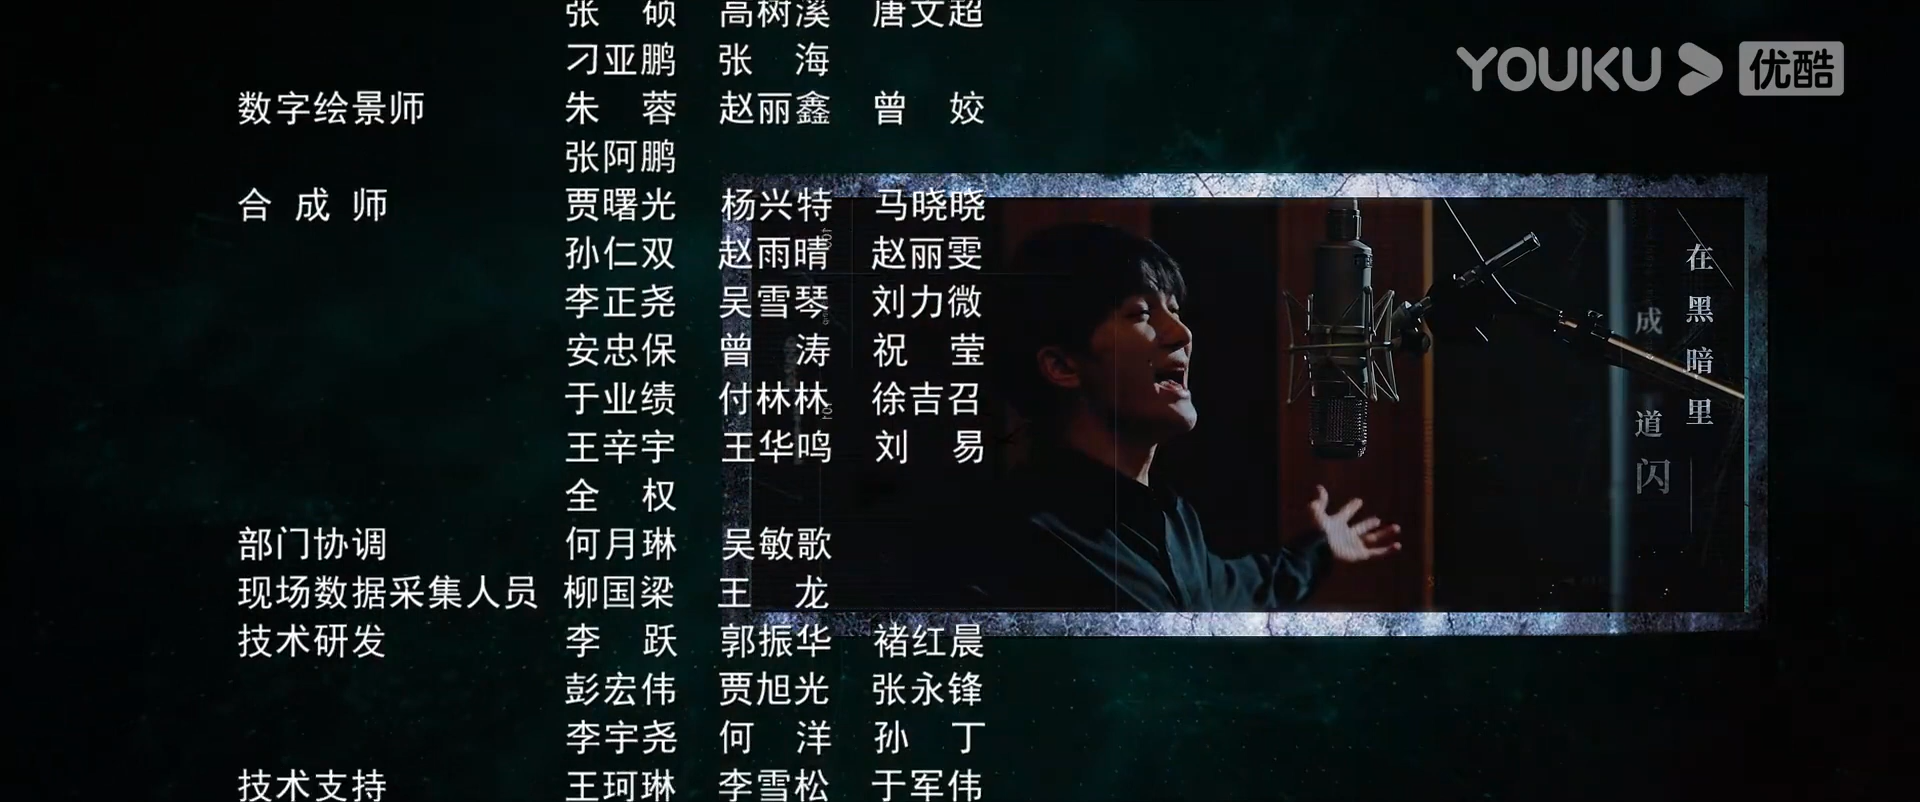 张 硕 高树溪 唐文超
刁亚鹏 张 海
YOUKU 优酷
数字绘景师 朱 蓉 赵丽鑫 曾 姣
张阿鹏
合成师 贾曙光 杨兴特 马晓晓
孙仁双 赵雨晴 赵丽雯
李正尧 吴雪琴 刘力微
安忠保 曾 涛 祝 莹
于业绩 付林林 徐吉召
王辛宇 王华鸣 刘 易
全 权
部门协调 何月琳 吴敏歌
现场数据采集人员 柳国梁 王 龙
技术研发 李 跃 郭振华 褚红晨
彭宏伟 贾旭光 张永锋
李宇尧 何 洋 孙 丁
技术支持 王珂琳 李雪松 于军伟
在黑暗里
成 道闪